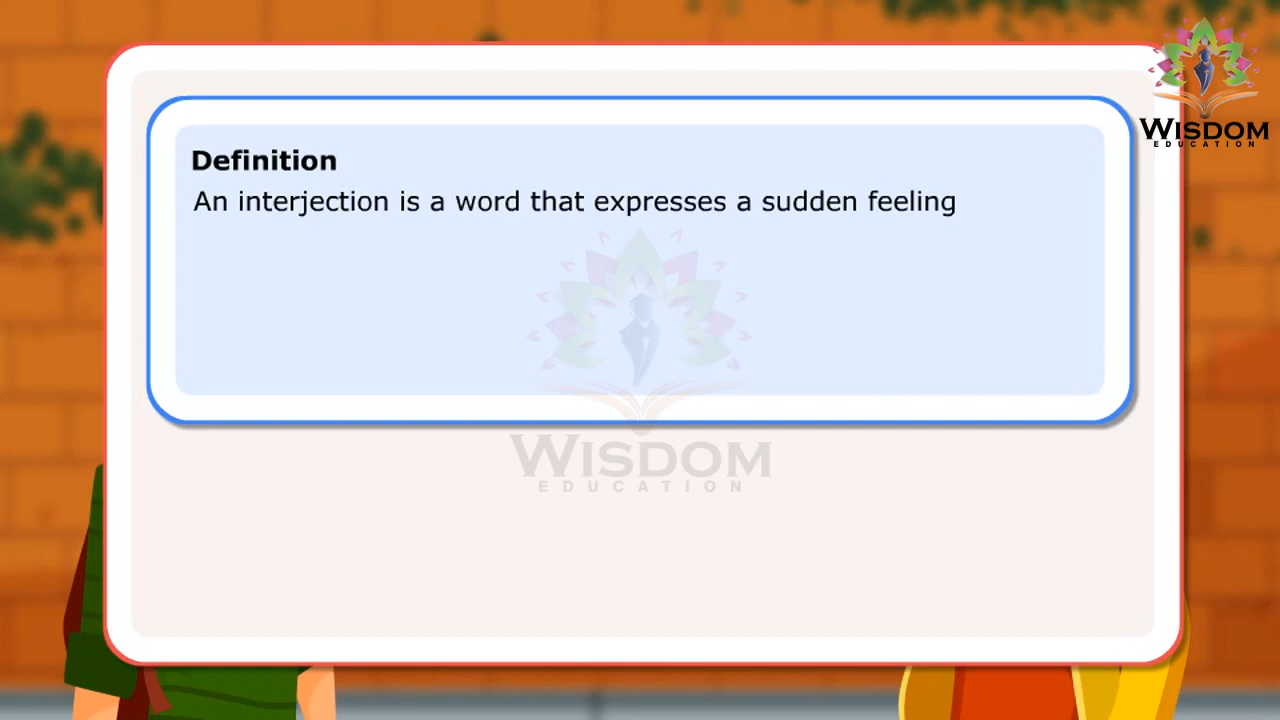 WISDOM
EDUCATION
Definition
An interjection is a word that expresses a sudden feeling
WISDOM
EDUCATION